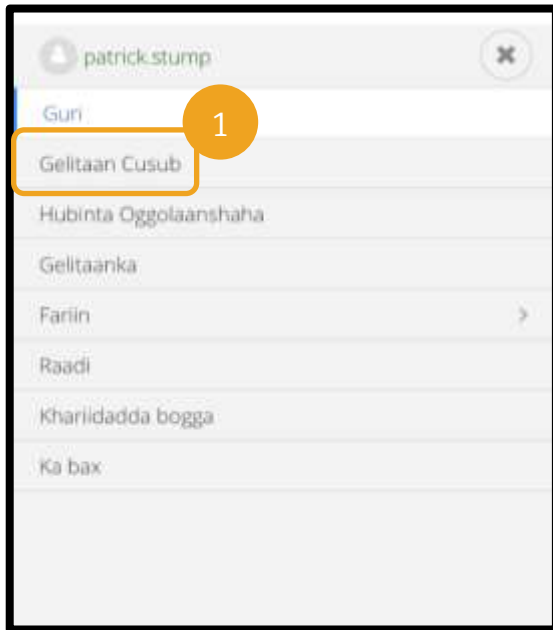 patrick.stump
Guri
1
Gelitaan Cusub
Hubinta Oggolaanshaha
Gelitaanka
Fariin
Raadi
Khariidadda bogga
Ka bax